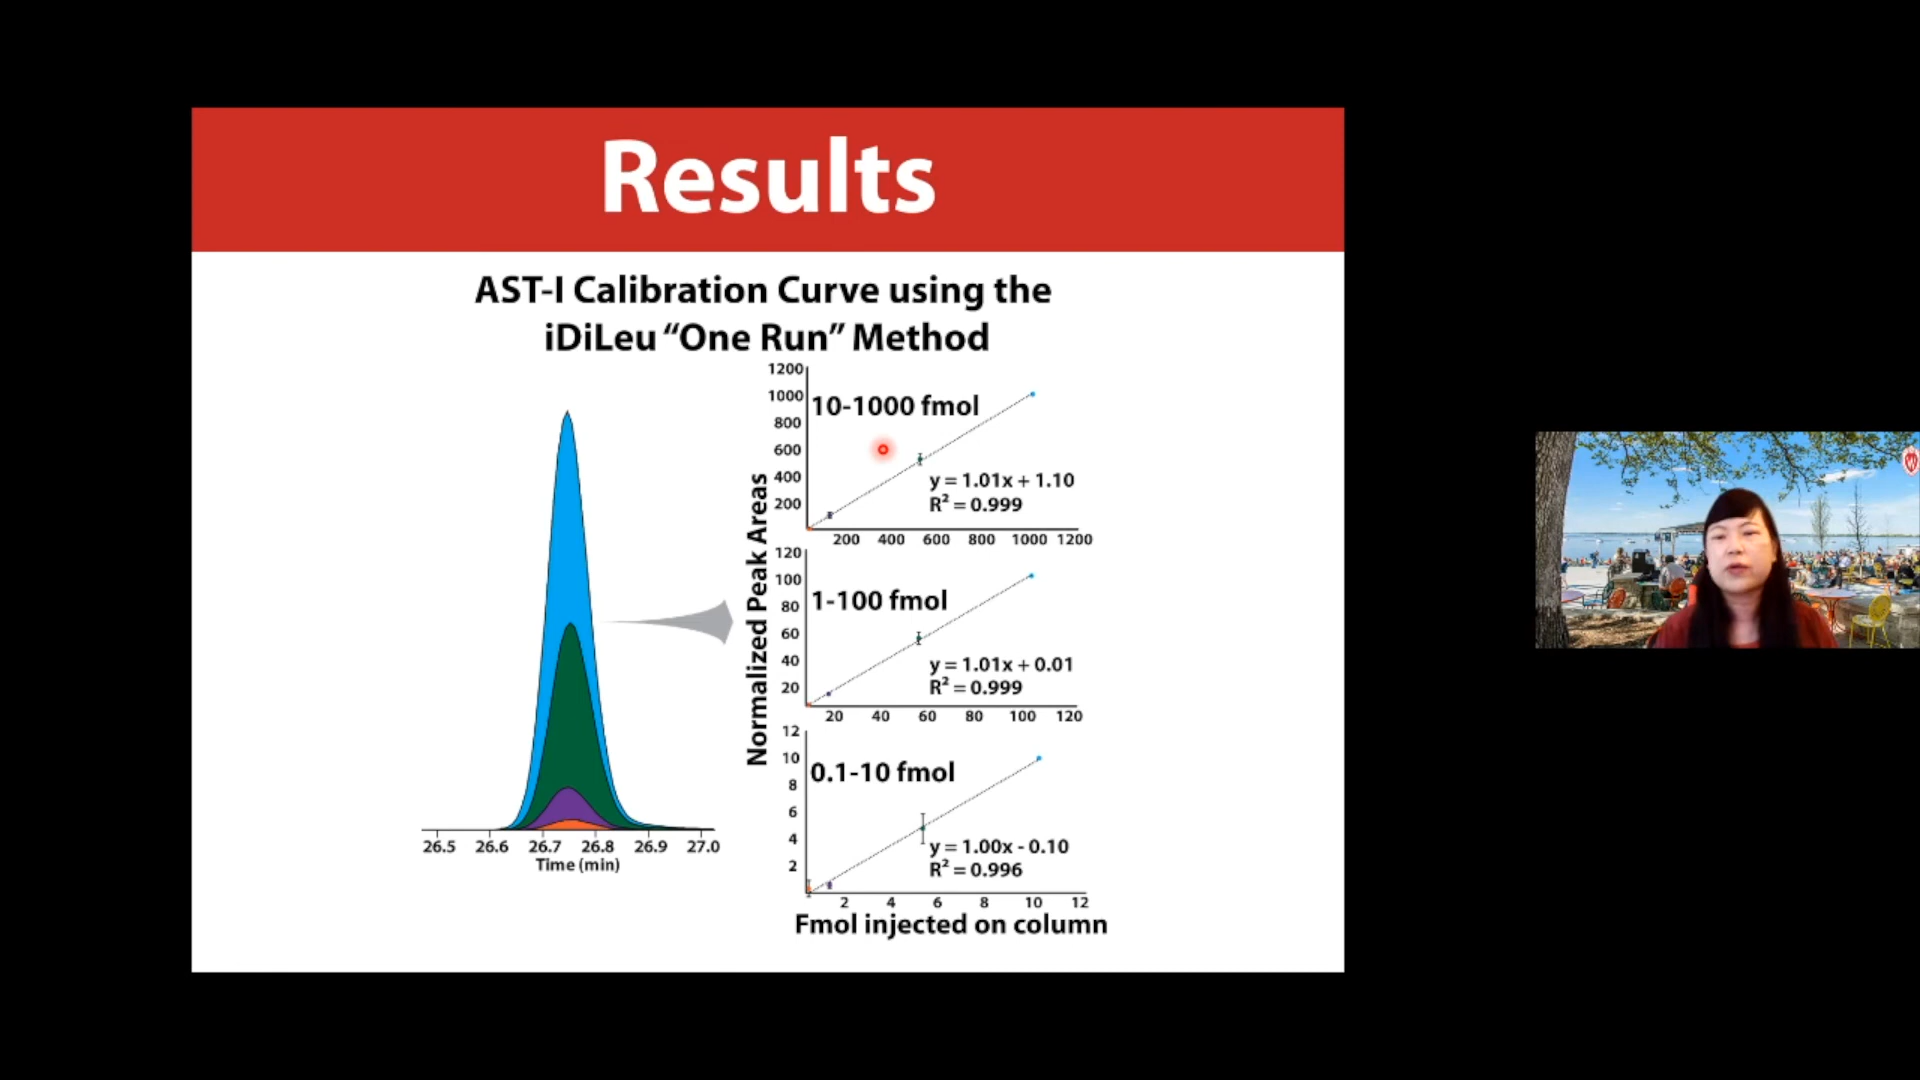 Results
AST-I Calibration Curve using the
iDiLeu “One Run” Method
26.5 26.6 26.7 26.8 26.9 27.0
Time (min)
Normalized Peak Areas
1200
1000
800
600
400
200
10-1000 fmol
y = 1.01x + 1.10
R² = 0.999
200 400 600 800 1000 1200
120
100
80
60
40
20
1-100 fmol
y = 1.01x + 0.01
R² = 0.999
20 40 60 80 100 120
12
10
8
6
4
2
0.1-10 fmol
y = 1.00x - 0.10
R² = 0.996
2 4 6 8 10 12
Fmol injected on column
W